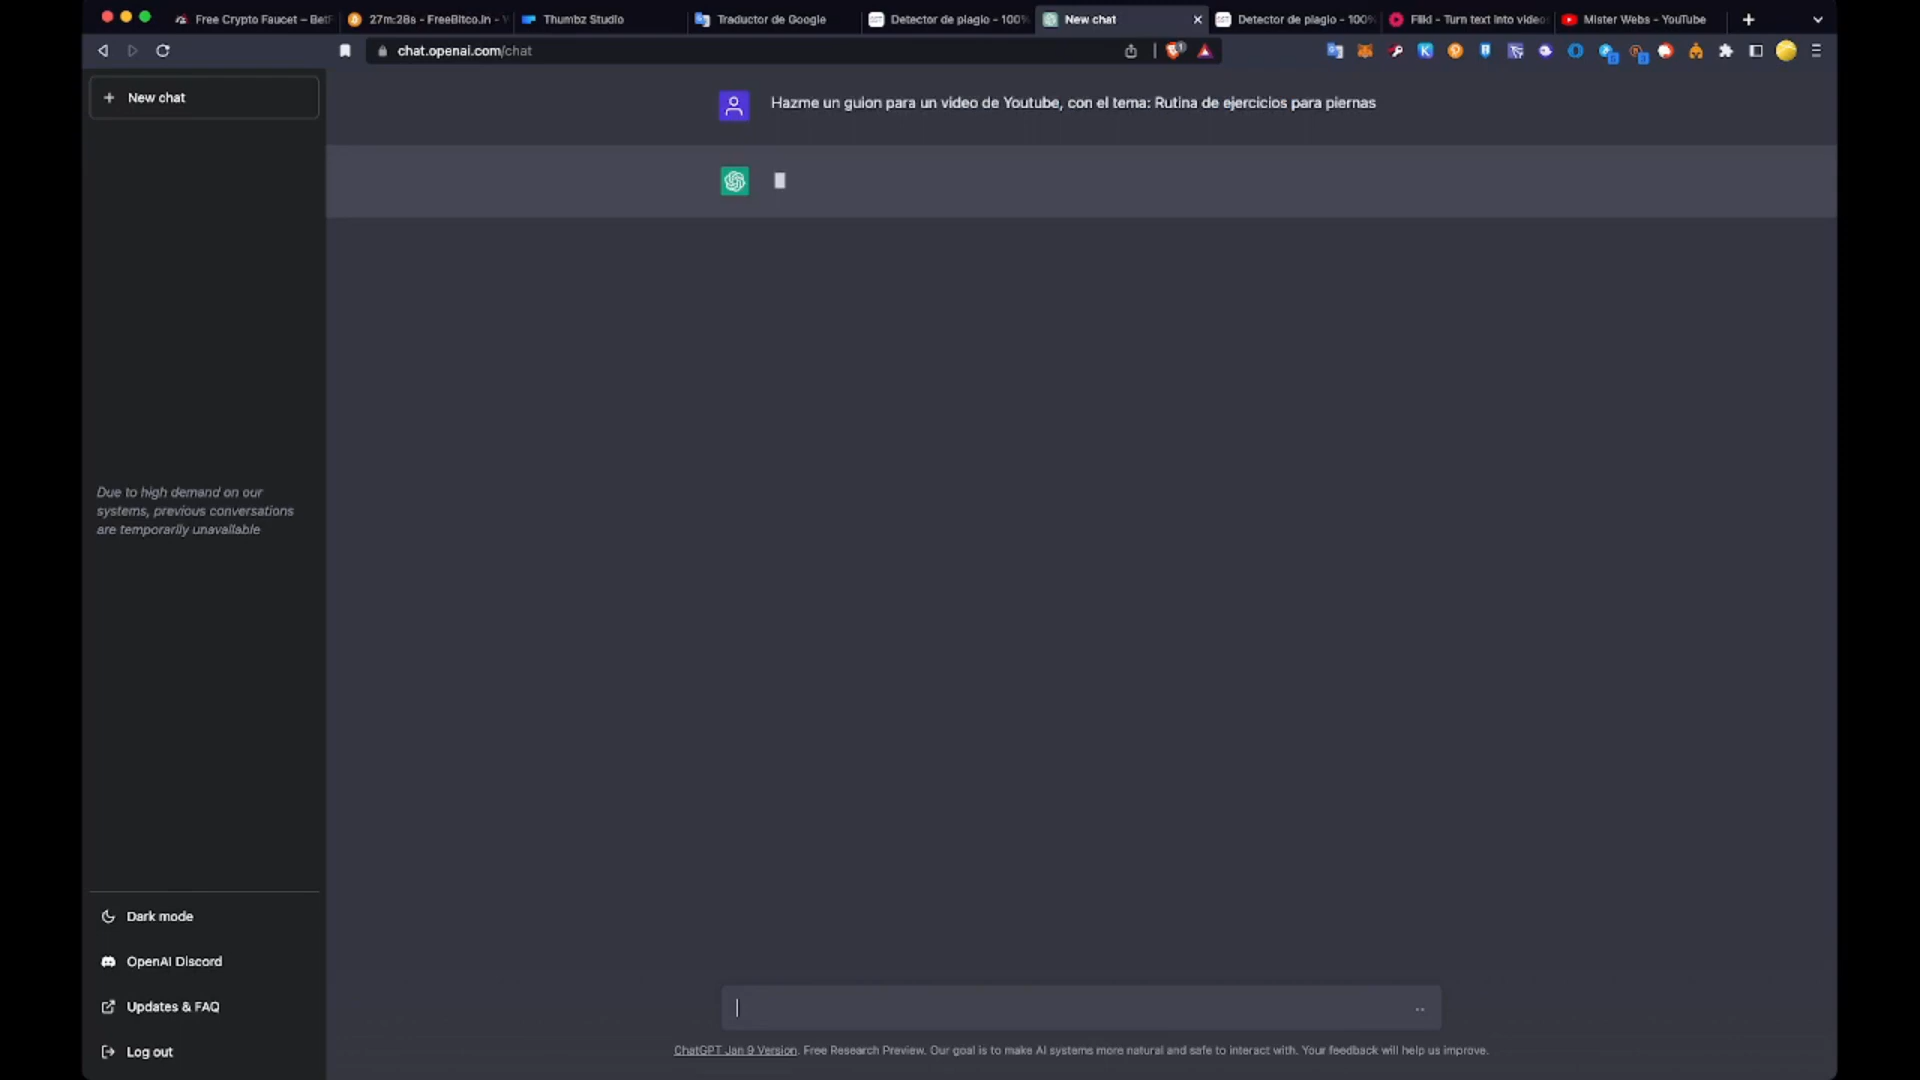 Free Crypto Faucet – Bet
27m:28s - FreeBitco.in -
Thumbz Studio
Traductor de Google
Detector de plagio - 100%
New chat
Detector de plagio - 100%
Fliki - Turn text into video
Mister Webs - YouTube
chat.openai.com/chat
New chat
Hazme un guion para un video de Youtube, con el tema: Rutina de ejercicios para piernas
Due to high demand on our
systems, previous conversations
are temporarily unavailable
Dark mode
OpenAI Discord
Updates & FAQ
Log out
ChatGPT Jan 9 Version. Free Research Preview. Our goal is to make AI systems more natural and safe to interact with. Your feedback will help us improve.